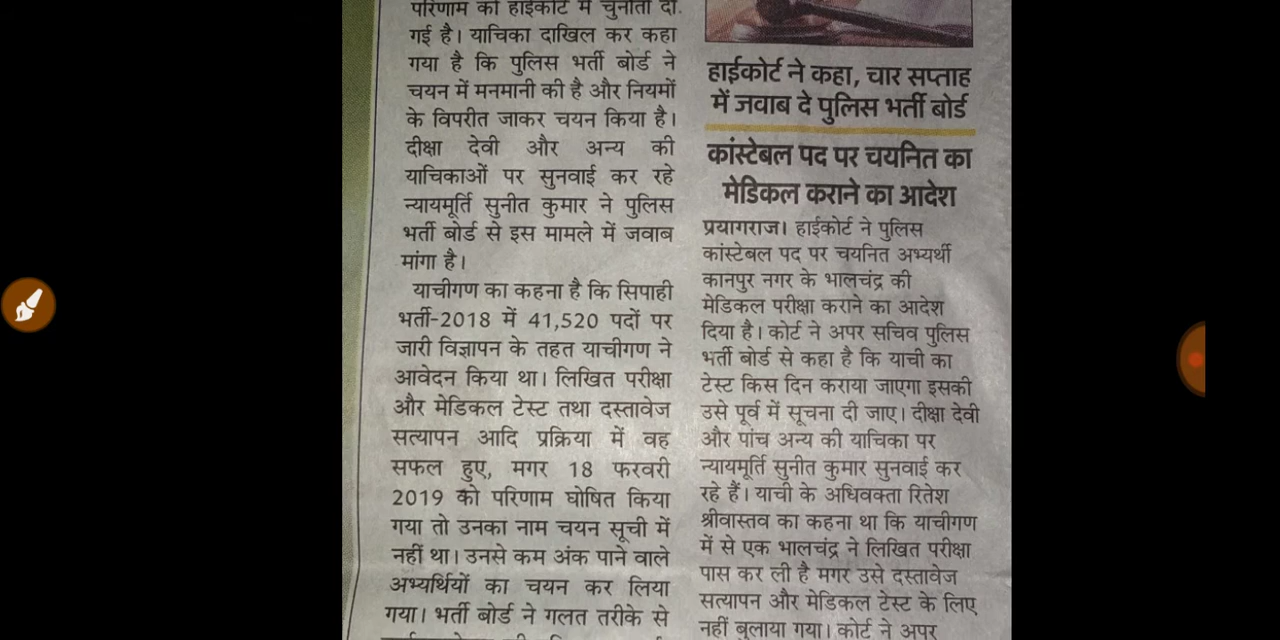 परिणाम को हाईकोर्ट में चुनौती दी
गई है। याचिका दाखिल कर कहा
गया है कि पुलिस भर्ती बोर्ड ने
चयन में मनमानी की है और नियमों
के विपरीत जाकर चयन किया है।
दीक्षा देवी और अन्य की
याचिकाओं पर सुनवाई कर रहे
न्यायमूर्ति सुनीत कुमार ने पुलिस
भर्ती बोर्ड से इस मामले में जवाब
मांगा है।
याचीगण का कहना है कि सिपाही
भर्ती-2018 में 41,520 पदों पर
जारी विज्ञापन के तहत याचीगण ने
आवेदन किया था। लिखित परीक्षा
और मेडिकल टेस्ट तथा दस्तावेज
सत्यापन आदि प्रक्रिया में वह
सफल हुए, मगर 18 फरवरी
2019 को परिणाम घोषित किया
गया तो उनका नाम चयन सूची में
नहीं था। उनसे कम अंक पाने वाले
अभ्यर्थियों का चयन कर लिया
गया। भर्ती बोर्ड ने गलत तरीके से
हाईकोर्ट ने कहा, चार सप्ताह
में जवाब दे पुलिस भर्ती बोर्ड
कांस्टेबल पद पर चयनित का
मेडिकल कराने का आदेश
प्रयागराज। हाईकोर्ट ने पुलिस
कांस्टेबल पद पर चयनित अभ्यर्थी
कानपुर नगर के भालचंद्र की
मेडिकल परीक्षा कराने का आदेश
दिया है। कोर्ट ने अपर सचिव पुलिस
भर्ती बोर्ड से कहा है कि याची का
टेस्ट किस दिन कराया जाएगा इसकी
उसे पूर्व में सूचना दी जाए। दीक्षा देवी
और पांच अन्य की याचिका पर
न्यायमूर्ति सुनीत कुमार सुनवाई कर
रहे हैं। याची के अधिवक्ता रितेश
श्रीवास्तव का कहना था कि याचीगण
में से एक भालचंद्र ने लिखित परीक्षा
पास कर ली है मगर उसे दस्तावेज
सत्यापन और मेडिकल टेस्ट के लिए
नहीं बुलाया गया। कोर्ट ने अपर